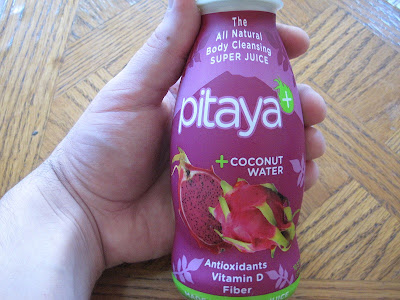 The
All Natural
Body Cleansing
SUPER JUICE
pitaya+
+COCONUT
WATER
Antioxidants
Vitamin D
Fiber